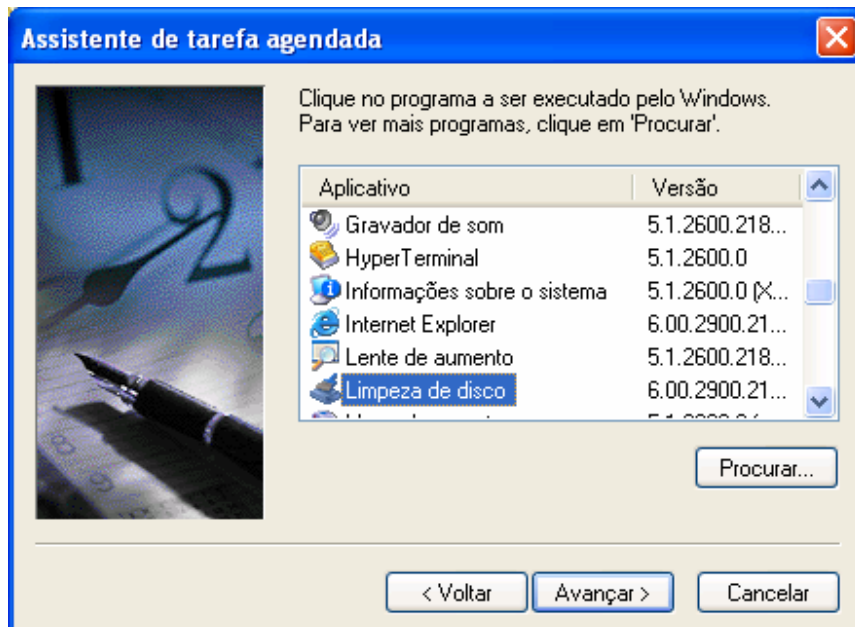 Assistente de tarefa agendada
Clique no programa a ser executado pelo Windows.
Para ver mais programas, clique em 'Procurar'.
Aplicativo Versão
Gravador de som 5.1.2600.218...
HyperTerminal 5.1.2600.0
Informações sobre o sistema 5.1.2600.0 (X...
Internet Explorer 6.00.2900.21...
Lente de aumento 5.1.2600.218...
Limpeza de disco 6.00.2900.21...
Procurar...
< Voltar Avançar > Cancelar